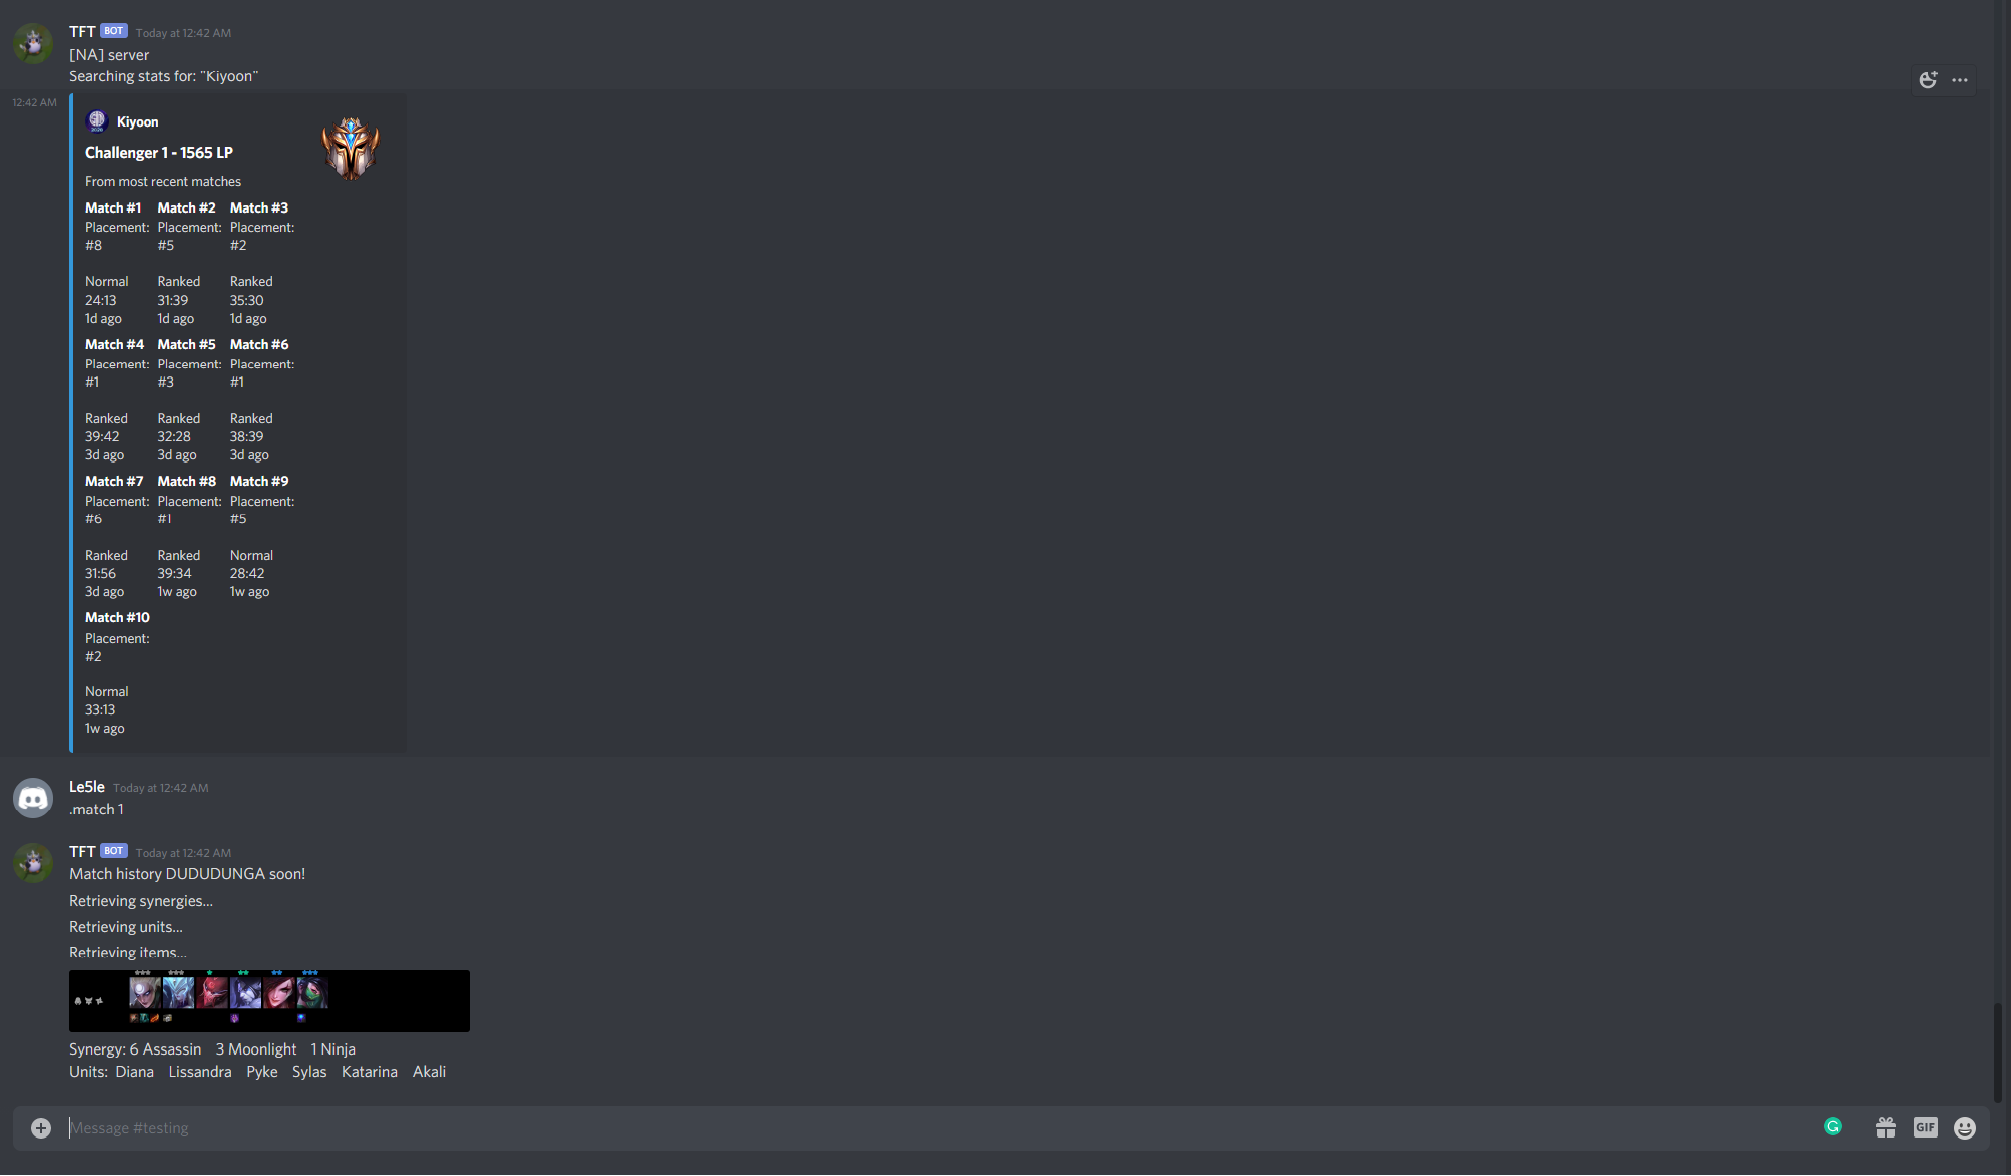 TFT BOT Today at 12:42 AM
[NA] server
Searching stats for: "Kiyoon"
12:42 AM
Kiyoon
Challenger 1 - 1565 LP
From most recent matches
Match #1 Match #2 Match #3
Placement: Placement: Placement:
#8 #5 #2
Normal Ranked Ranked
24:13 31:39 35:30
1d ago 1d ago 1d ago
Match #4 Match #5 Match #6
Placement: Placement: Placement:
#1 #3 #1
Ranked Ranked Ranked
39:42 32:28 38:39
3d ago 3d ago 3d ago
Match #7 Match #8 Match #9
Placement: Placement: Placement:
#6 #1 #5
Ranked Ranked Normal
31:56 39:34 28:42
3d ago 1w ago 1w ago
Match #10
Placement:
#2
Normal
33:13
1w ago
Le5le Today at 12:42 AM
.match 1
TFT BOT Today at 12:42 AM
Match history DUDUDUNGA soon!
Retrieving synergies...
Retrieving units...
Retrieving items...
Synergy: 6 Assassin 3 Moonlight 1 Ninja
Units: Diana Lissandra Pyke Sylas Katarina Akali
Message #testing
GIF